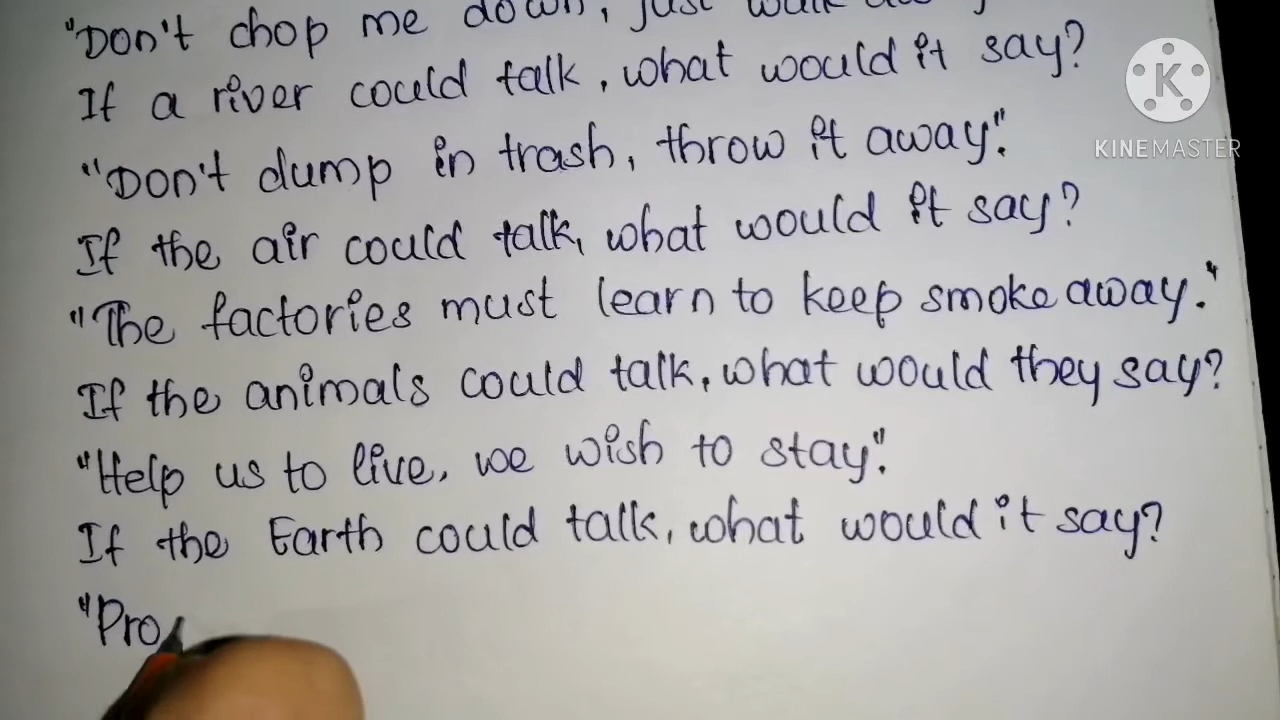 "Don't chop me down, just walk
If a river could talk, what would it say?
"Don't dump in trash, throw it away."
If the air could talk, what would it say?
"The factories must learn to keep smoke away."
If the animals could talk, what would they say?
"Help us to live, we wish to stay".
If the Earth could talk, what would it say?
"Pro
K
KINEMASTER